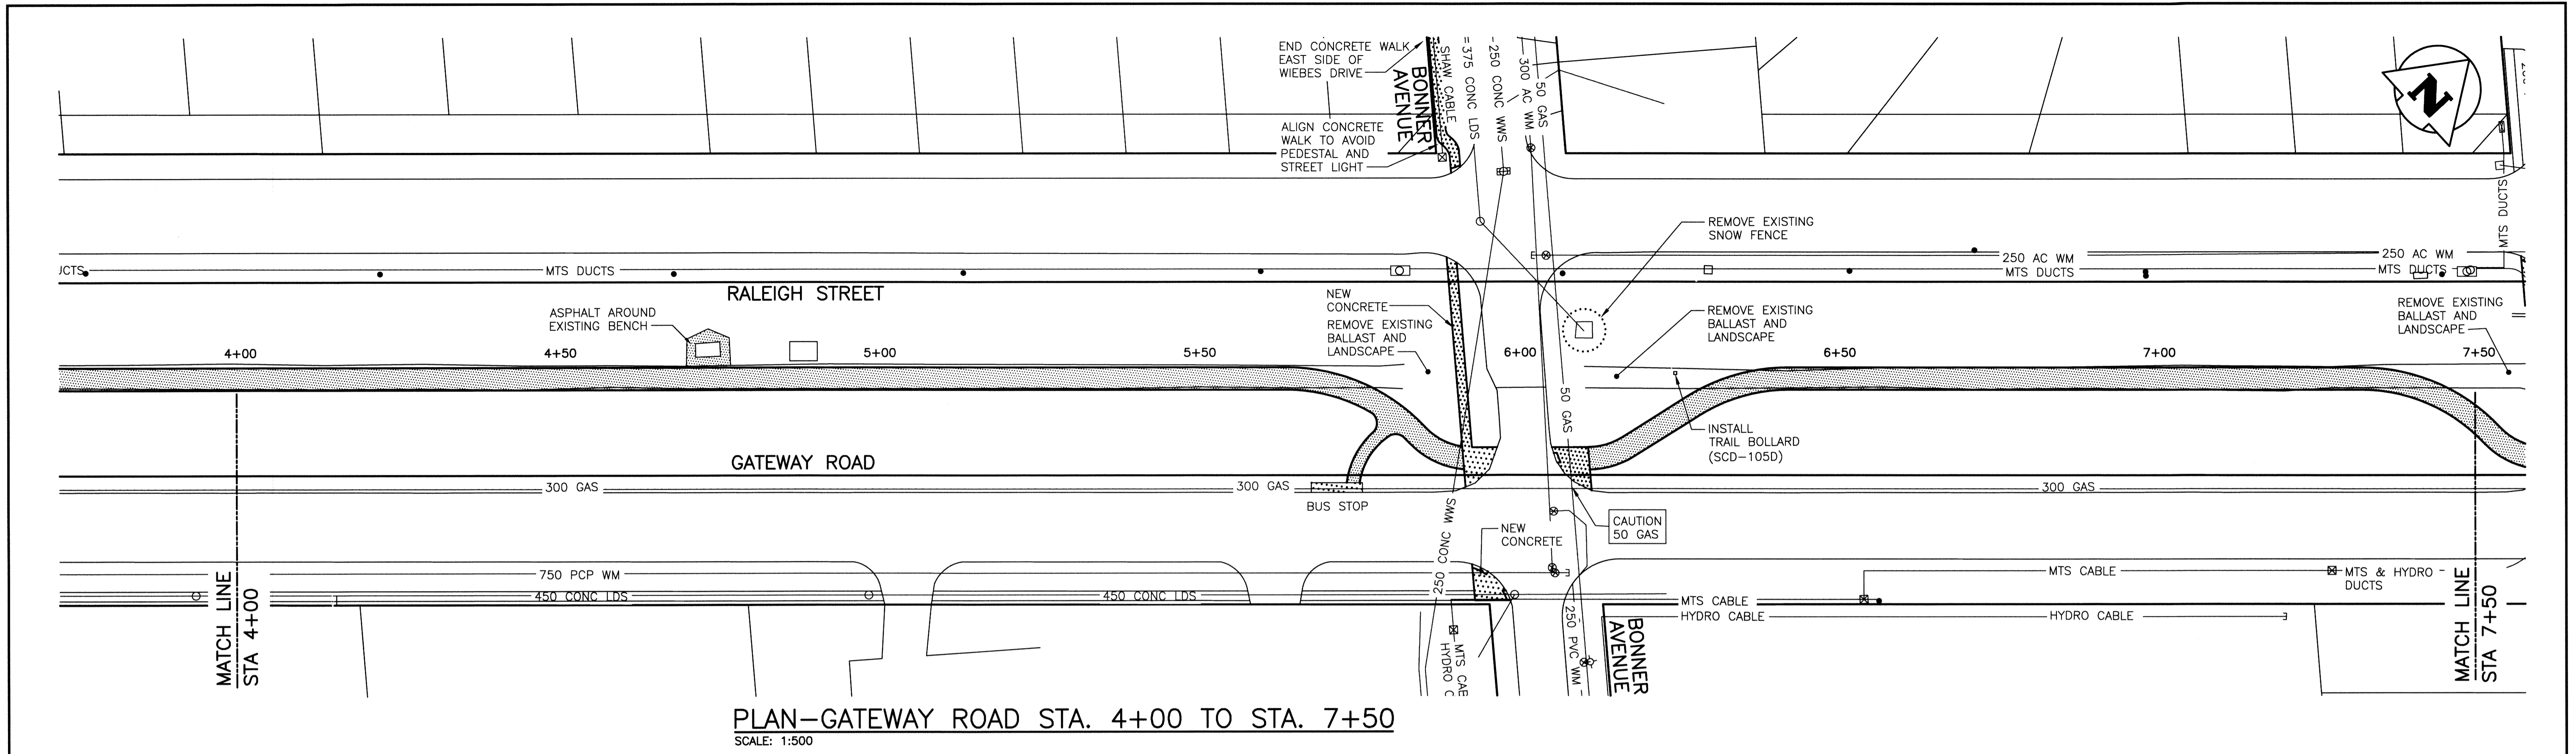 END CONCRETE WALK
EAST SIDE OF
WIEBES DRIVE
ALIGN CONCRETE
WALK TO AVOID
PEDESTAL AND
STREET LIGHT
BONNER
AVENUE
SHAW CABLE
375 CONC LDS
250 CONC WWS
300 AC WM
50 GAS
N
MTS DUCTS
REMOVE EXISTING
SNOW FENCE
250 AC WM
250 AC WM
MTS DUCTS
MTS DUCTS
MTS DUCTS
RALEIGH STREET
NEW
CONCRETE
REMOVE EXISTING
BALLAST AND
LANDSCAPE
REMOVE EXISTING
BALLAST AND
LANDSCAPE
REMOVE EXISTING
BALLAST AND
LANDSCAPE
ASPHALT AROUND
EXISTING BENCH
4+00
4+50
5+00
5+50
6+00
6+50
7+00
7+50
50 GAS
INSTALL
TRAIL BOLLARD
(SCD-105D)
GATEWAY ROAD
300 GAS
300 GAS
300 GAS
BUS STOP
CAUTION
50 GAS
NEW
CONCRETE
250 CONC WWS
750 PCP WM
450 CONC LDS
450 CONC LDS
MTS CABLE
MTS & HYDRO
DUCTS
MTS CABLE
HYDRO CABLE
HYDRO CABLE
MATCH LINE
STA 4+00
MTS CAB
HYDRO C
250 PVC WM
BONNER
AVENUE
MATCH LINE
STA 7+50
PLAN-GATEWAY ROAD STA. 4+00 TO STA. 7+50
SCALE: 1:500